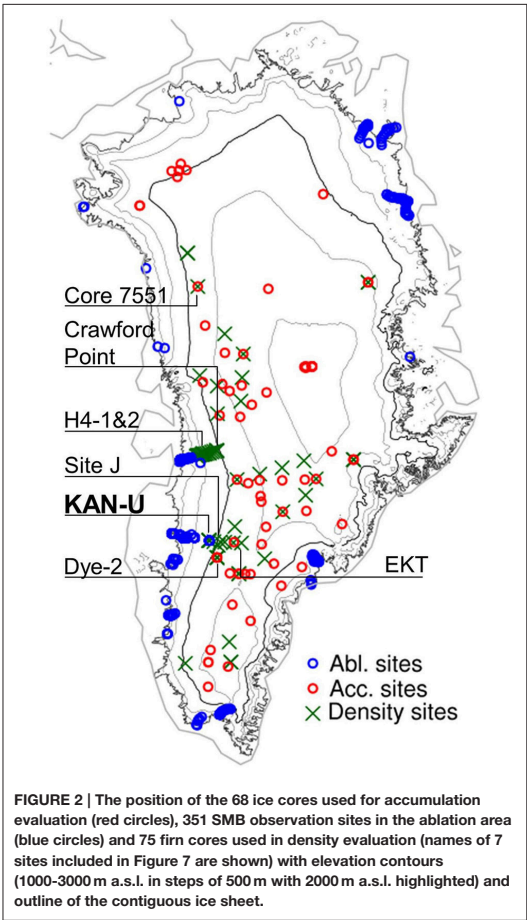 Core 7551
Crawford
Point
H4-1&2
Site J
KAN-U
Dye-2
EKT
Abl. sites
Acc. sites
Density sites
FIGURE 2 | The position of the 68 ice cores used for accumulation
evaluation (red circles), 351 SMB observation sites in the ablation area
(blue circles) and 75 firn cores used in density evaluation (names of 7
sites included in Figure 7 are shown) with elevation contours
(1000-3000 m a.s.l. in steps of 500 m with 2000 m a.s.l. highlighted) and
outline of the contiguous ice sheet.